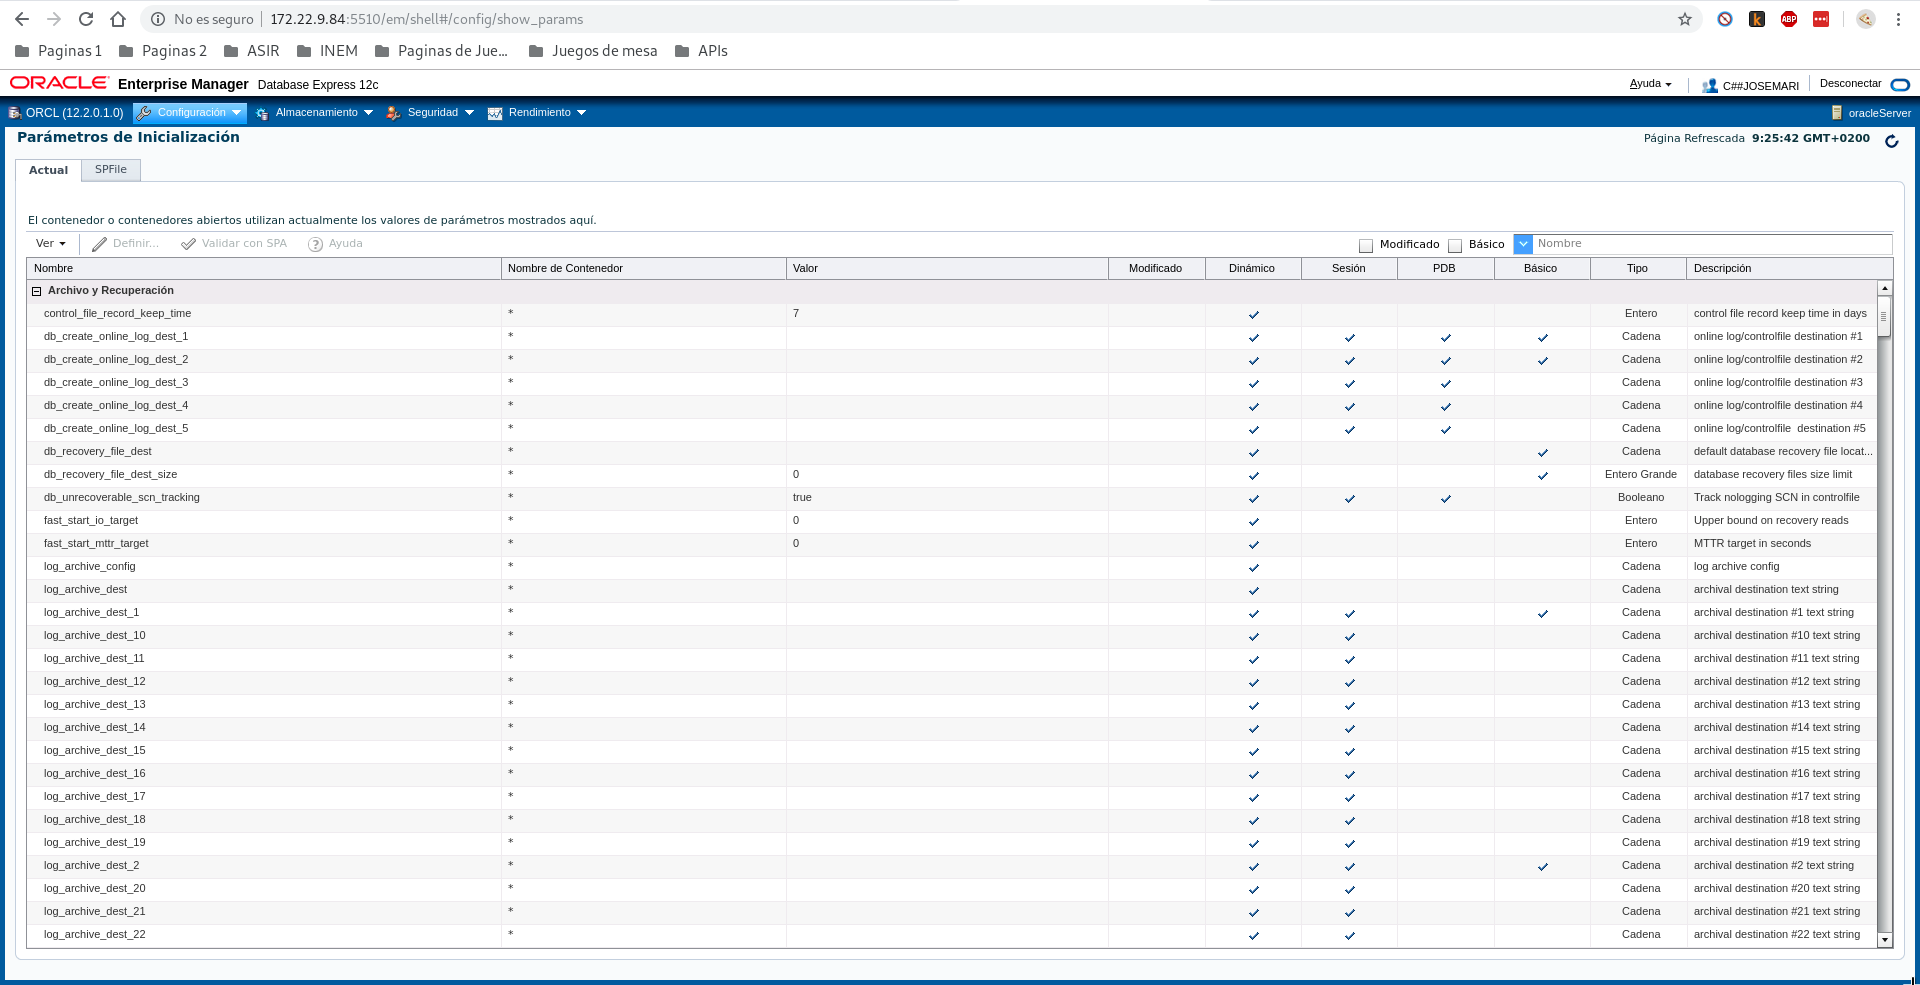 No es seguro 172.22.9.84:5510/em/shell#/config/show_params
Paginas 1 Paginas 2 ASIR INEM Paginas de Jue... Juegos de mesa APIs
ORACLE Enterprise Manager Database Express 12c Ayuda C##JOSEMARI Desconectar
ORCL (12.2.0.1.0) Configuración Almacenamiento Seguridad Rendimiento oracleServer
Parámetros de Inicialización Página Refrescada 9:25:42 GMT+0200
Actual SPFile
El contenedor o contenedores abiertos utilizan actualmente los valores de parámetros mostrados aquí.
Ver Definir... Validar con SPA Ayuda Modificado Básico Nombre
Nombre Nombre de Contenedor Valor Modificado Dinámico Sesión PDB Básico Tipo Descripción
Archivo y Recuperación
control_file_record_keep_time * 7 Entero control file record keep time in days
db_create_online_log_dest_1 * Cadena online log/controlfile destination #1
db_create_online_log_dest_2 * Cadena online log/controlfile destination #2
db_create_online_log_dest_3 * Cadena online log/controlfile destination #3
db_create_online_log_dest_4 * Cadena online log/controlfile destination #4
db_create_online_log_dest_5 * Cadena online log/controlfile destination #5
db_recovery_file_dest * Cadena default database recovery file locat...
db_recovery_file_dest_size * 0 Entero Grande database recovery files size limit
db_unrecoverable_scn_tracking * true Booleano Track nologging SCN in controlfile
fast_start_io_target * 0 Entero Upper bound on recovery reads
fast_start_mttr_target * 0 Entero MTTR target in seconds
log_archive_config * Cadena log archive config
log_archive_dest * Cadena archival destination text string
log_archive_dest_1 * Cadena archival destination #1 text string
log_archive_dest_10 * Cadena archival destination #10 text string
log_archive_dest_11 * Cadena archival destination #11 text string
log_archive_dest_12 * Cadena archival destination #12 text string
log_archive_dest_13 * Cadena archival destination #13 text string
log_archive_dest_14 * Cadena archival destination #14 text string
log_archive_dest_15 * Cadena archival destination #15 text string
log_archive_dest_16 * Cadena archival destination #16 text string
log_archive_dest_17 * Cadena archival destination #17 text string
log_archive_dest_18 * Cadena archival destination #18 text string
log_archive_dest_19 * Cadena archival destination #19 text string
log_archive_dest_2 * Cadena archival destination #2 text string
log_archive_dest_20 * Cadena archival destination #20 text string
log_archive_dest_21 * Cadena archival destination #21 text string
log_archive_dest_22 * Cadena archival destination #22 text string